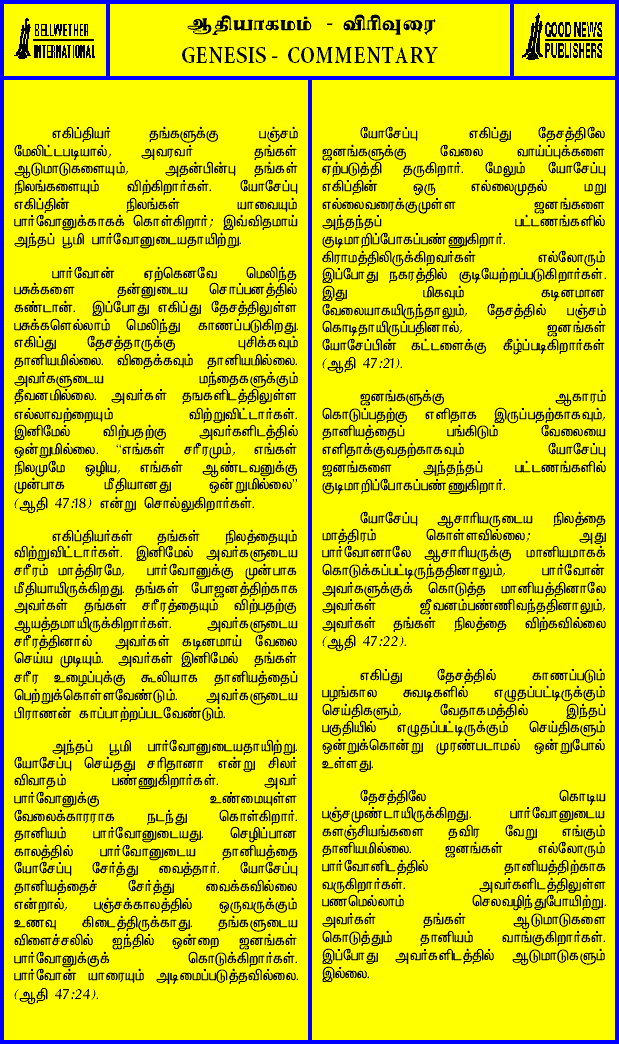 BELLWETHER
INTERNATIONAL
ஆதியாகமம் - விரிவுரை
GENESIS - COMMENTARY
GOOD NEWS
PUBLISHERS
எகிப்தியர் தங்களுக்கு பஞ்சம்
மேலிட்டபடியால், அவரவர் தங்கள்
ஆடுமாடுகளையும், அதன்பின்பு தங்கள்
நிலங்களையும் விற்கிறார்கள். யோசேப்பு
எகிப்தின் நிலங்கள் யாவையும்
பார்வோனுக்காகக் கொள்கிறார்; இவ்விதமாய்
அந்தப் பூமி பார்வோனுடையதாயிற்று.
பார்வோன் ஏற்கெனவே மெலிந்த
பசுக்களை தன்னுடைய சொப்பனத்தில்
கண்டான். இப்போது எகிப்து தேசத்திலுள்ள
பசுக்களெல்லாம் மெலிந்து காணப்படுகிறது.
எகிப்து தேசத்தாருக்கு புசிக்கவும்
தானியமில்லை. விதைக்கவும் தானியமில்லை.
அவர்களுடைய மந்தைகளுக்கும்
தீவனமில்லை. அவர்கள் தஙகளிடத்திலுள்ள
எல்லாவற்றையும் விற்றுவிட்டார்கள்.
இனிமேல் விற்பதற்கு அவர்களிடத்தில்
ஒன்றுமில்லை. “எங்கள் சரீரமும், எங்கள்
நிலமுமே ஒழிய, எங்கள் ஆண்டவனுக்கு
முன்பாக மீதியானது ஒன்றுமில்லை”
(ஆதி 47:18) என்று சொல்லுகிறார்கள்.
எகிப்தியர்கள் தங்கள் நிலத்தையும்
விற்றுவிட்டார்கள். இனிமேல் அவர்களுடைய
சரீரம் மாத்திரமே, பார்வோனுக்கு முன்பாக
மீதியாயிருக்கிறது. தங்கள் போஜனத்திற்காக
அவர்கள் தங்கள் சரீரத்தையும் விற்பதற்கு
ஆயத்தமாயிருக்கிறார்கள். அவர்களுடைய
சரீரத்தினால் அவர்கள் கடினமாய் வேலை
செய்ய முடியும். அவர்கள் இனிமேல் தங்கள்
சரீர உழைப்புக்கு கூலியாக தானியத்தைப்
பெற்றுக்கொள்ளவேண்டும். அவர்களுடைய
பிராணன் காப்பாற்றப்படவேண்டும்.
அந்தப் பூமி பார்வோனுடையதாயிற்று.
யோசேப்பு செய்தது சரிதானா என்று சிலர்
விவாதம் பண்ணுகிறார்கள். அவர்
பார்வோனுக்கு உண்மையுள்ள
வேலைக்காரராக நடந்து கொள்கிறார்.
தானியம் பார்வோனுடையது. செழிப்பான
காலத்தில் பார்வோனுடைய தானியத்தை
யோசேப்பு சேர்த்து வைத்தார். யோசேப்பு
தானியத்தைச் சேர்த்து வைக்கவில்லை
என்றால், பஞ்சக்காலத்தில் ஒருவருக்கும்
உணவு கிடைத்திருக்காது. தங்களுடைய
விளைச்சலில் ஐந்தில் ஒன்றை ஜனங்கள்
பார்வோனுக்குக் கொடுக்கிறார்கள்.
பார்வோன் யாரையும் அடிமைப்படுத்தவில்லை.
(ஆதி 47:24).
யோசேப்பு எகிப்து தேசத்திலே
ஜனங்களுக்கு வேலை வாய்ப்புக்களை
ஏற்படுத்தி தருகிறார். மேலும் யோசேப்பு
எகிப்தின் ஒரு எல்லைமுதல் மறு
எல்லைவரைக்குமுள்ள ஜனங்களை
அந்தந்தப் பட்டணங்களில்
குடிமாறிப்போகப்பண்ணுகிறார்.
கிராமத்திலிருக்கிறவர்கள் எல்லோரும்
இப்போது நகரத்தில் குடியேற்றப்படுகிறார்கள்.
இது மிகவும் கடினமான
வேலையாகயிருந்தாலும், தேசத்தில் பஞ்சம்
கொடிதாயிருப்பதினால், ஜனங்கள்
யோசேப்பின் கட்டளைக்கு கீழ்ப்படிகிறார்கள்
(ஆதி 47:21).
ஜனங்களுக்கு ஆகாரம்
கொடுப்பதற்கு எளிதாக இருப்பதற்காகவும்,
தானியத்தைப் பங்கிடும் வேலையை
எளிதாக்குவதற்காகவும் யோசேப்பு
ஜனங்களை அந்தந்தப் பட்டணங்களில்
குடிமாறிப்போகப்பண்ணுகிறார்.
யோசேப்பு ஆசாரியருடைய நிலத்தை
மாத்திரம் கொள்ளவில்லை; அது
பார்வோனாலே ஆசாரியருக்கு மானியமாகக்
கொடுக்கப்பட்டிருந்ததினாலும், பார்வோன்
அவர்களுக்குக் கொடுத்த மானியத்தினாலே
அவர்கள் ஜீவனம்பண்ணிவந்ததினாலும்,
அவர்கள் தங்கள் நிலத்தை விற்கவில்லை
(ஆதி 47:22).
எகிப்து தேசத்தில் காணப்படும்
பழங்கால சுவடிகளில் எழுதப்பட்டிருக்கும்
செய்திகளும், வேதாகமத்தில் இந்தப்
பகுதியில் எழுதப்பட்டிருக்கும் செய்திகளும்
ஒன்றுக்கொன்று முரண்படாமல் ஒன்றுபோல்
உள்ளது.
தேசத்திலே கொடிய
பஞ்சமுண்டாயிருக்கிறது. பார்வோனுடைய
களஞ்சியங்களை தவிர வேறு எங்கும்
தானியமில்லை. ஜனங்கள் எல்லோரும்
பார்வோனிடத்தில் தானியத்திற்காக
வருகிறார்கள். அவர்களிடத்திலுள்ள
பணமெல்லாம் செலவழிந்துபோயிற்று.
அவர்கள் தங்கள் ஆடுமாடுகளை
கொடுத்தும் தானியம் வாங்குகிறார்கள்.
இப்போது அவர்களிடத்தில் ஆடுமாடுகளும்
இல்லை.